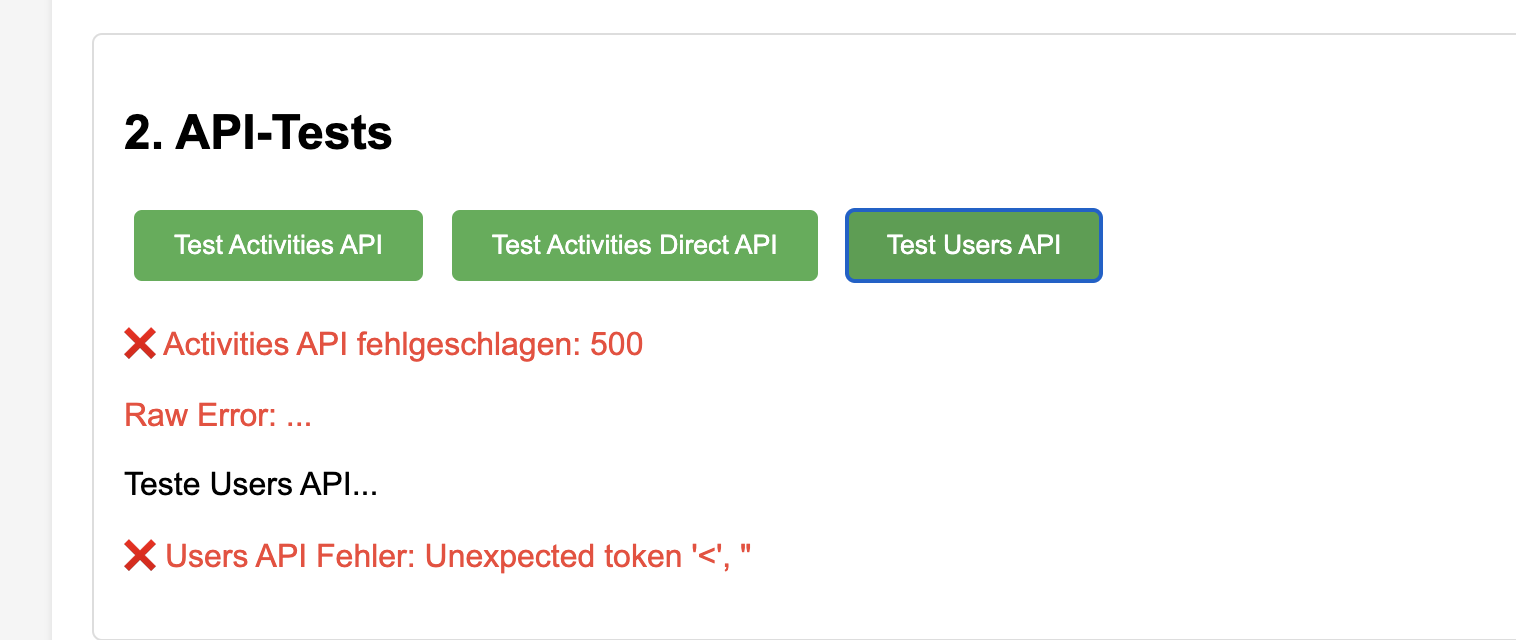 2. API-Tests
Test Activities API Test Activities Direct API Test Users API
❌ Activities API fehlgeschlagen: 500
Raw Error: ...
Teste Users API...
❌ Users API Fehler: Unexpected token '<', "